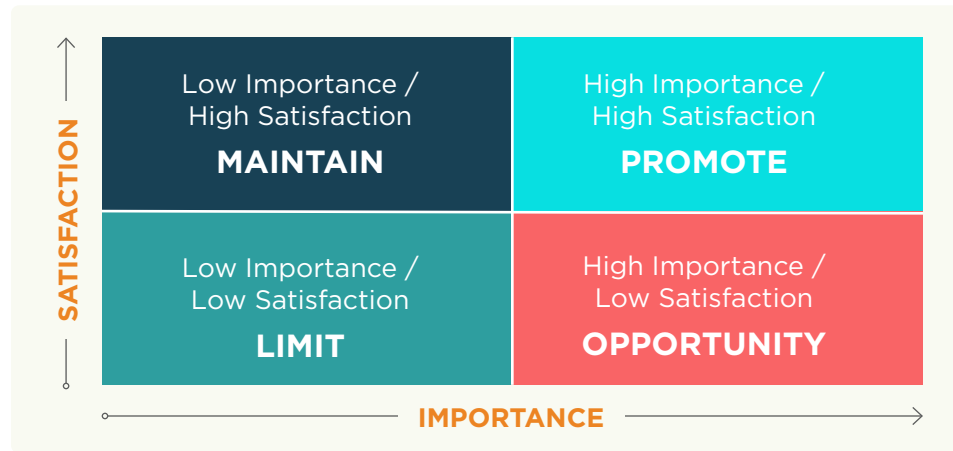 SATISFACTION
Low Importance /
High Satisfaction
MAINTAIN
High Importance /
High Satisfaction
PROMOTE
Low Importance /
Low Satisfaction
LIMIT
High Importance /
Low Satisfaction
OPPORTUNITY
IMPORTANCE